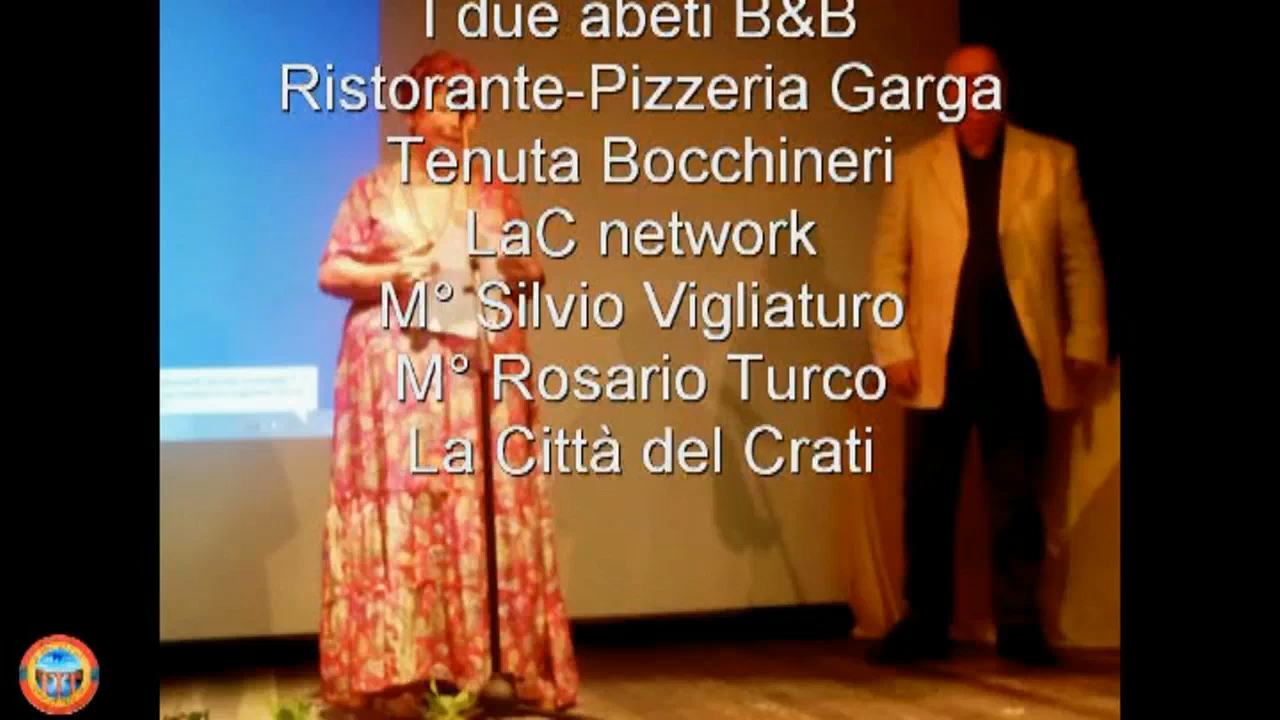 I due abeti B&B
Ristorante-Pizzeria Garga
Tenuta Bocchineri
LaC network
M° Silvio Vigliaturo
M° Rosario Turco
La Città del Crati